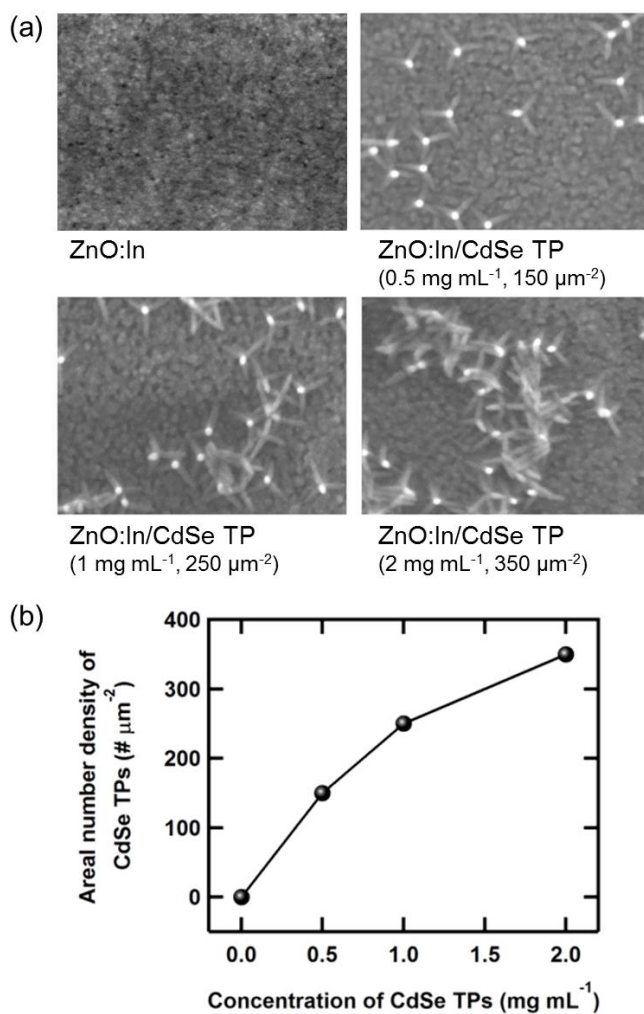 (a)
ZnO:In
ZnO:In/CdSe TP
(0.5 mg mL⁻¹, 150 µm⁻²)
ZnO:In/CdSe TP
(1 mg mL⁻¹, 250 µm⁻²)
ZnO:In/CdSe TP
(2 mg mL⁻¹, 350 µm⁻²)
(b)
Areal number density of
CdSe TPs (# µm⁻²)
400
300
200
100
0
0.0 0.5 1.0 1.5 2.0
Concentration of CdSe TPs (mg mL⁻¹)